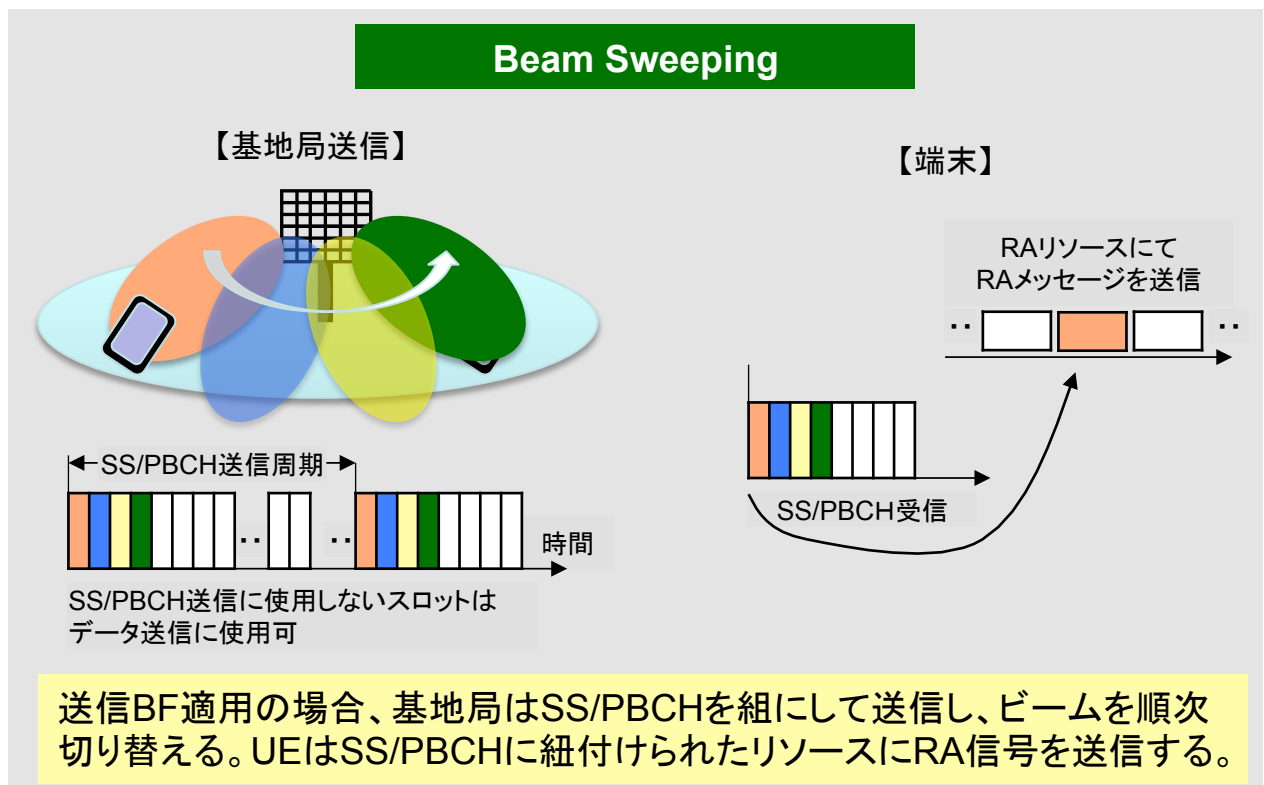 Beam Sweeping
【基地局送信】
SS/PBCH送信周期
‥
‥
時間
SS/PBCH送信に使用しないスロットは
データ送信に使用可
【端末】
RAリソースにて
RAメッセージを送信
‥
‥
SS/PBCH受信
送信BF適用の場合、基地局はSS/PBCHを組にして送信し、ビームを順次
切り替える。UEはSS/PBCHに紐付けられたリソースにRA信号を送信する。